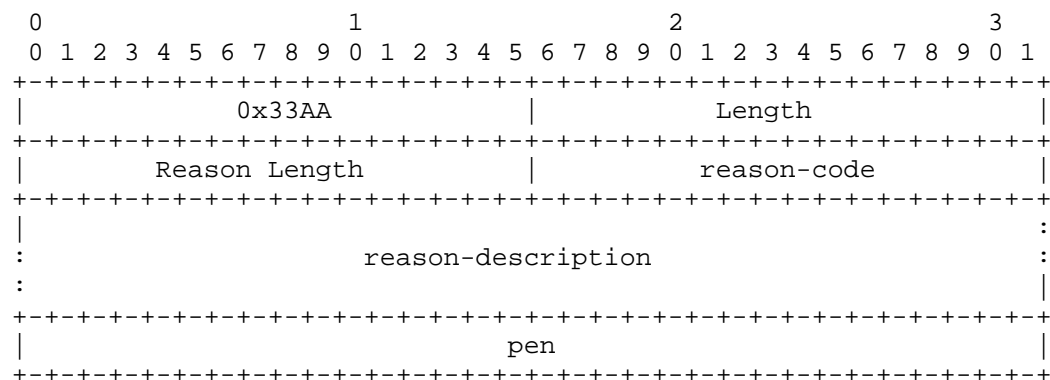 0                   1                   2                   3
 0 1 2 3 4 5 6 7 8 9 0 1 2 3 4 5 6 7 8 9 0 1 2 3 4 5 6 7 8 9 0 1
+-+-+-+-+-+-+-+-+-+-+-+-+-+-+-+-+-+-+-+-+-+-+-+-+-+-+-+-+-+-+-+-+
|             0x33AA            |           Length              |
+-+-+-+-+-+-+-+-+-+-+-+-+-+-+-+-+-+-+-+-+-+-+-+-+-+-+-+-+-+-+-+-+
|        Reason Length          |          reason-code          |
+-+-+-+-+-+-+-+-+-+-+-+-+-+-+-+-+-+-+-+-+-+-+-+-+-+-+-+-+-+-+-+-+
|                                                               :
:                     reason-description                        :
:                                                               |
+-+-+-+-+-+-+-+-+-+-+-+-+-+-+-+-+-+-+-+-+-+-+-+-+-+-+-+-+-+-+-+-+
|                              pen                              |
+-+-+-+-+-+-+-+-+-+-+-+-+-+-+-+-+-+-+-+-+-+-+-+-+-+-+-+-+-+-+-+-+